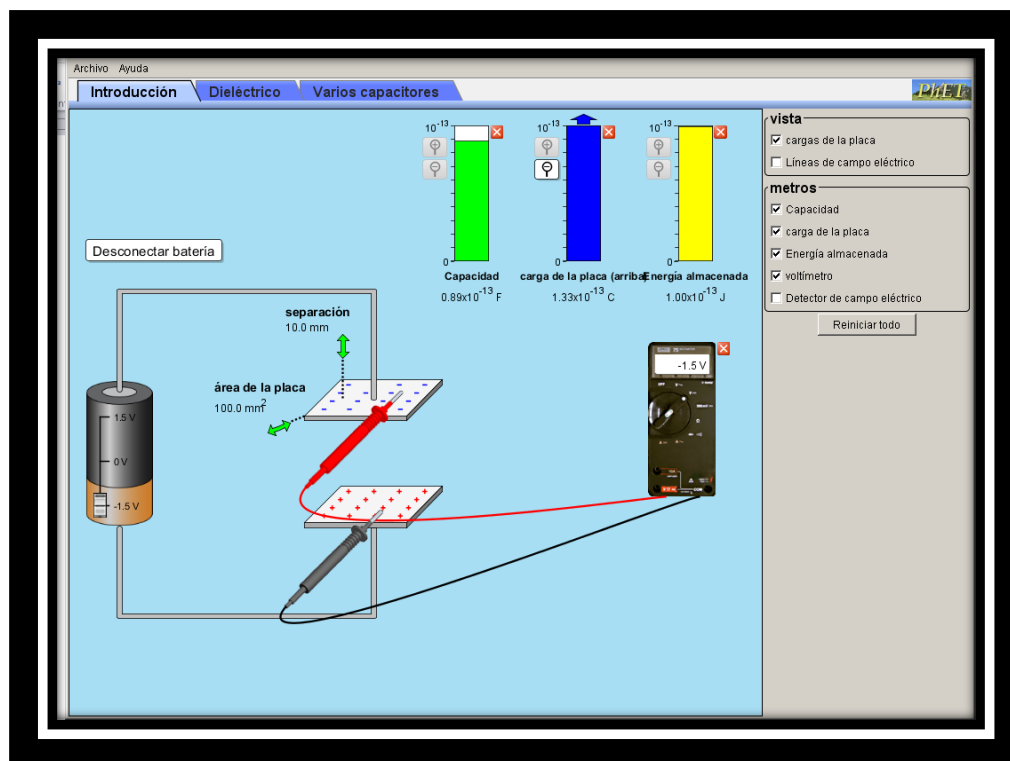 Archivo Ayuda
Introducción Dieléctrico Varios capacitores PhET
vista
cargas de la placa
Líneas de campo eléctrico
metros
Capacidad
carga de la placa
Energía almacenada
voltímetro
Detector de campo eléctrico
Reiniciar todo
10⁻¹³ 10⁻¹³ 10⁻¹³
0 0 0
Capacidad carga de la placa (arriba) Energía almacenada
0.89x10⁻¹³ F 1.33x10⁻¹³ C 1.00x10⁻¹³ J
Desconectar batería
separación
10.0 mm
área de la placa
100.0 mm²
1.5 V
0 V
-1.5 V
-1.5 V